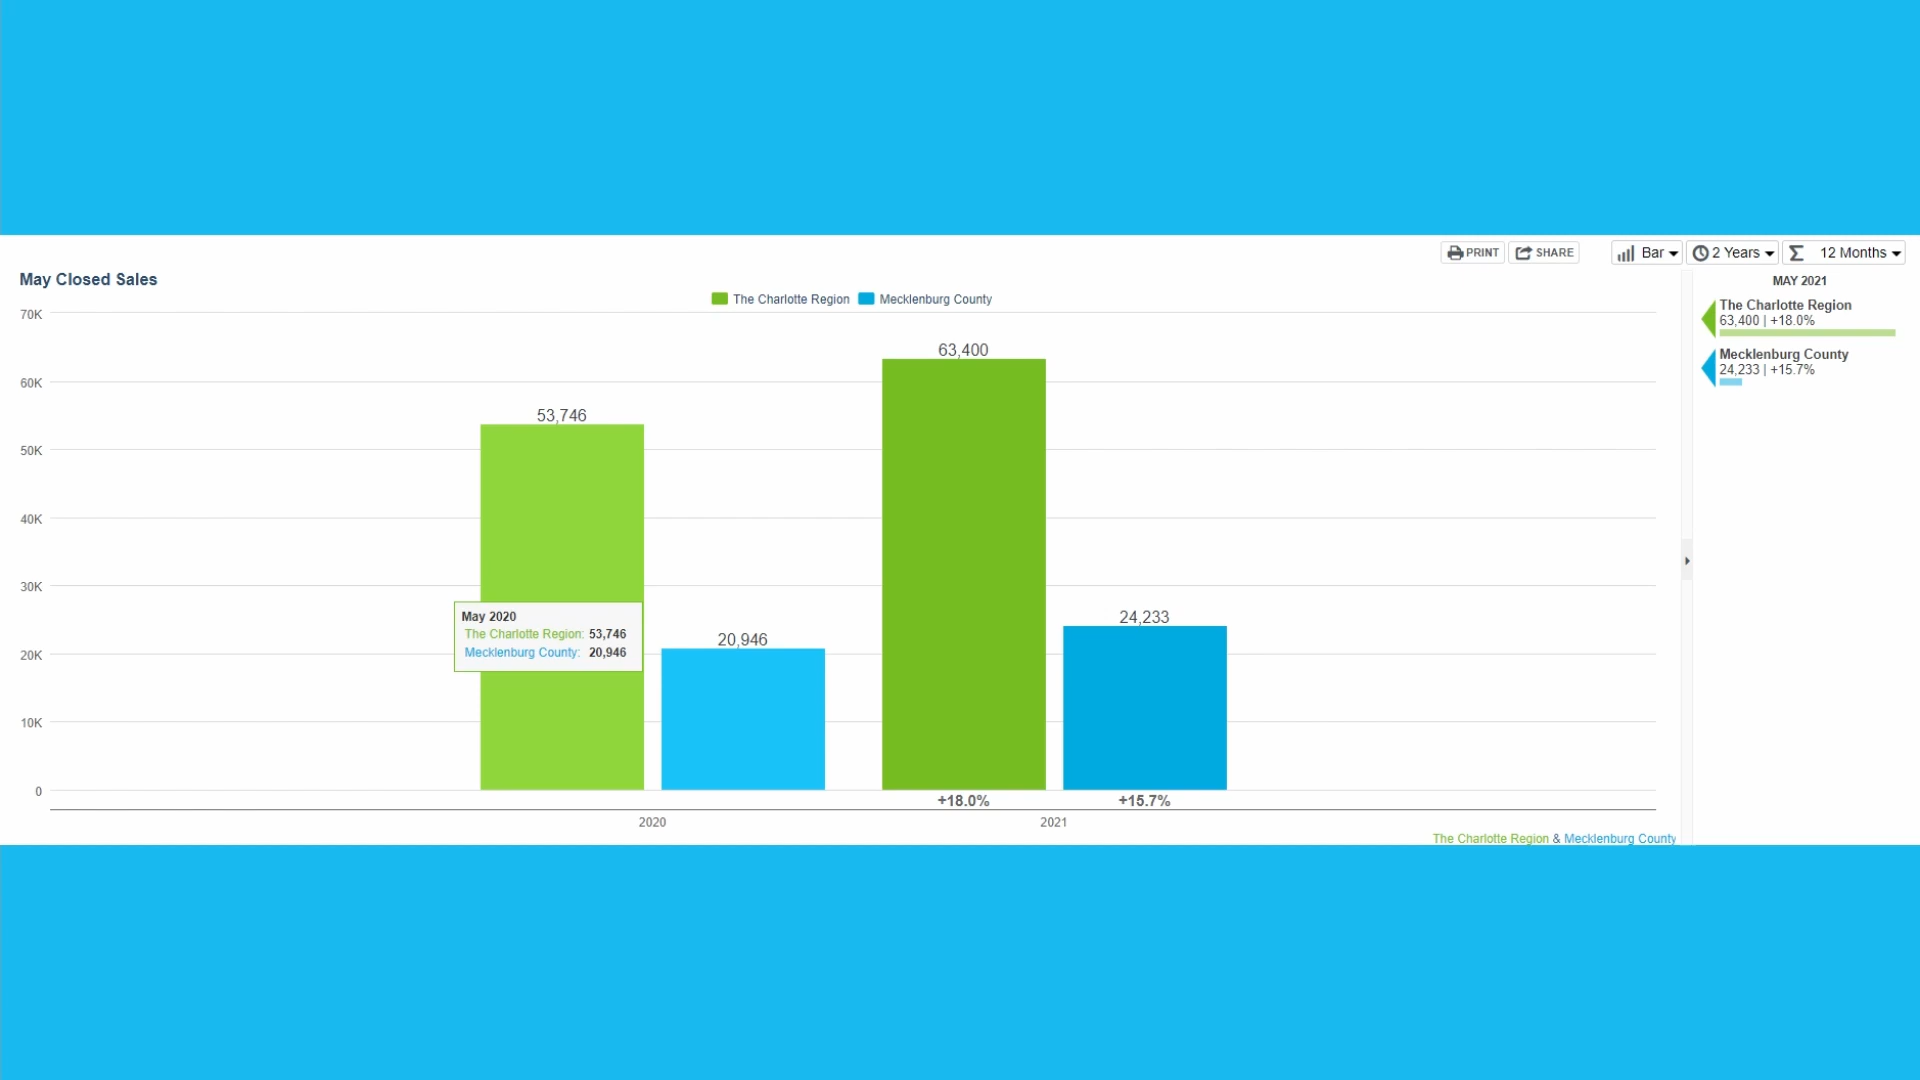 PRINT SHARE Bar 2 Years 12 Months
May Closed Sales
MAY 2021
The Charlotte Region Mecklenburg County
The Charlotte Region
63,400 | +18.0%
Mecklenburg County
24,233 | +15.7%
70K
60K
50K
40K
30K
20K
10K
0
53,746
20,946
63,400
24,233
May 2020
The Charlotte Region: 53,746
Mecklenburg County: 20,946
+18.0% +15.7%
2020 2021
The Charlotte Region & Mecklenburg County